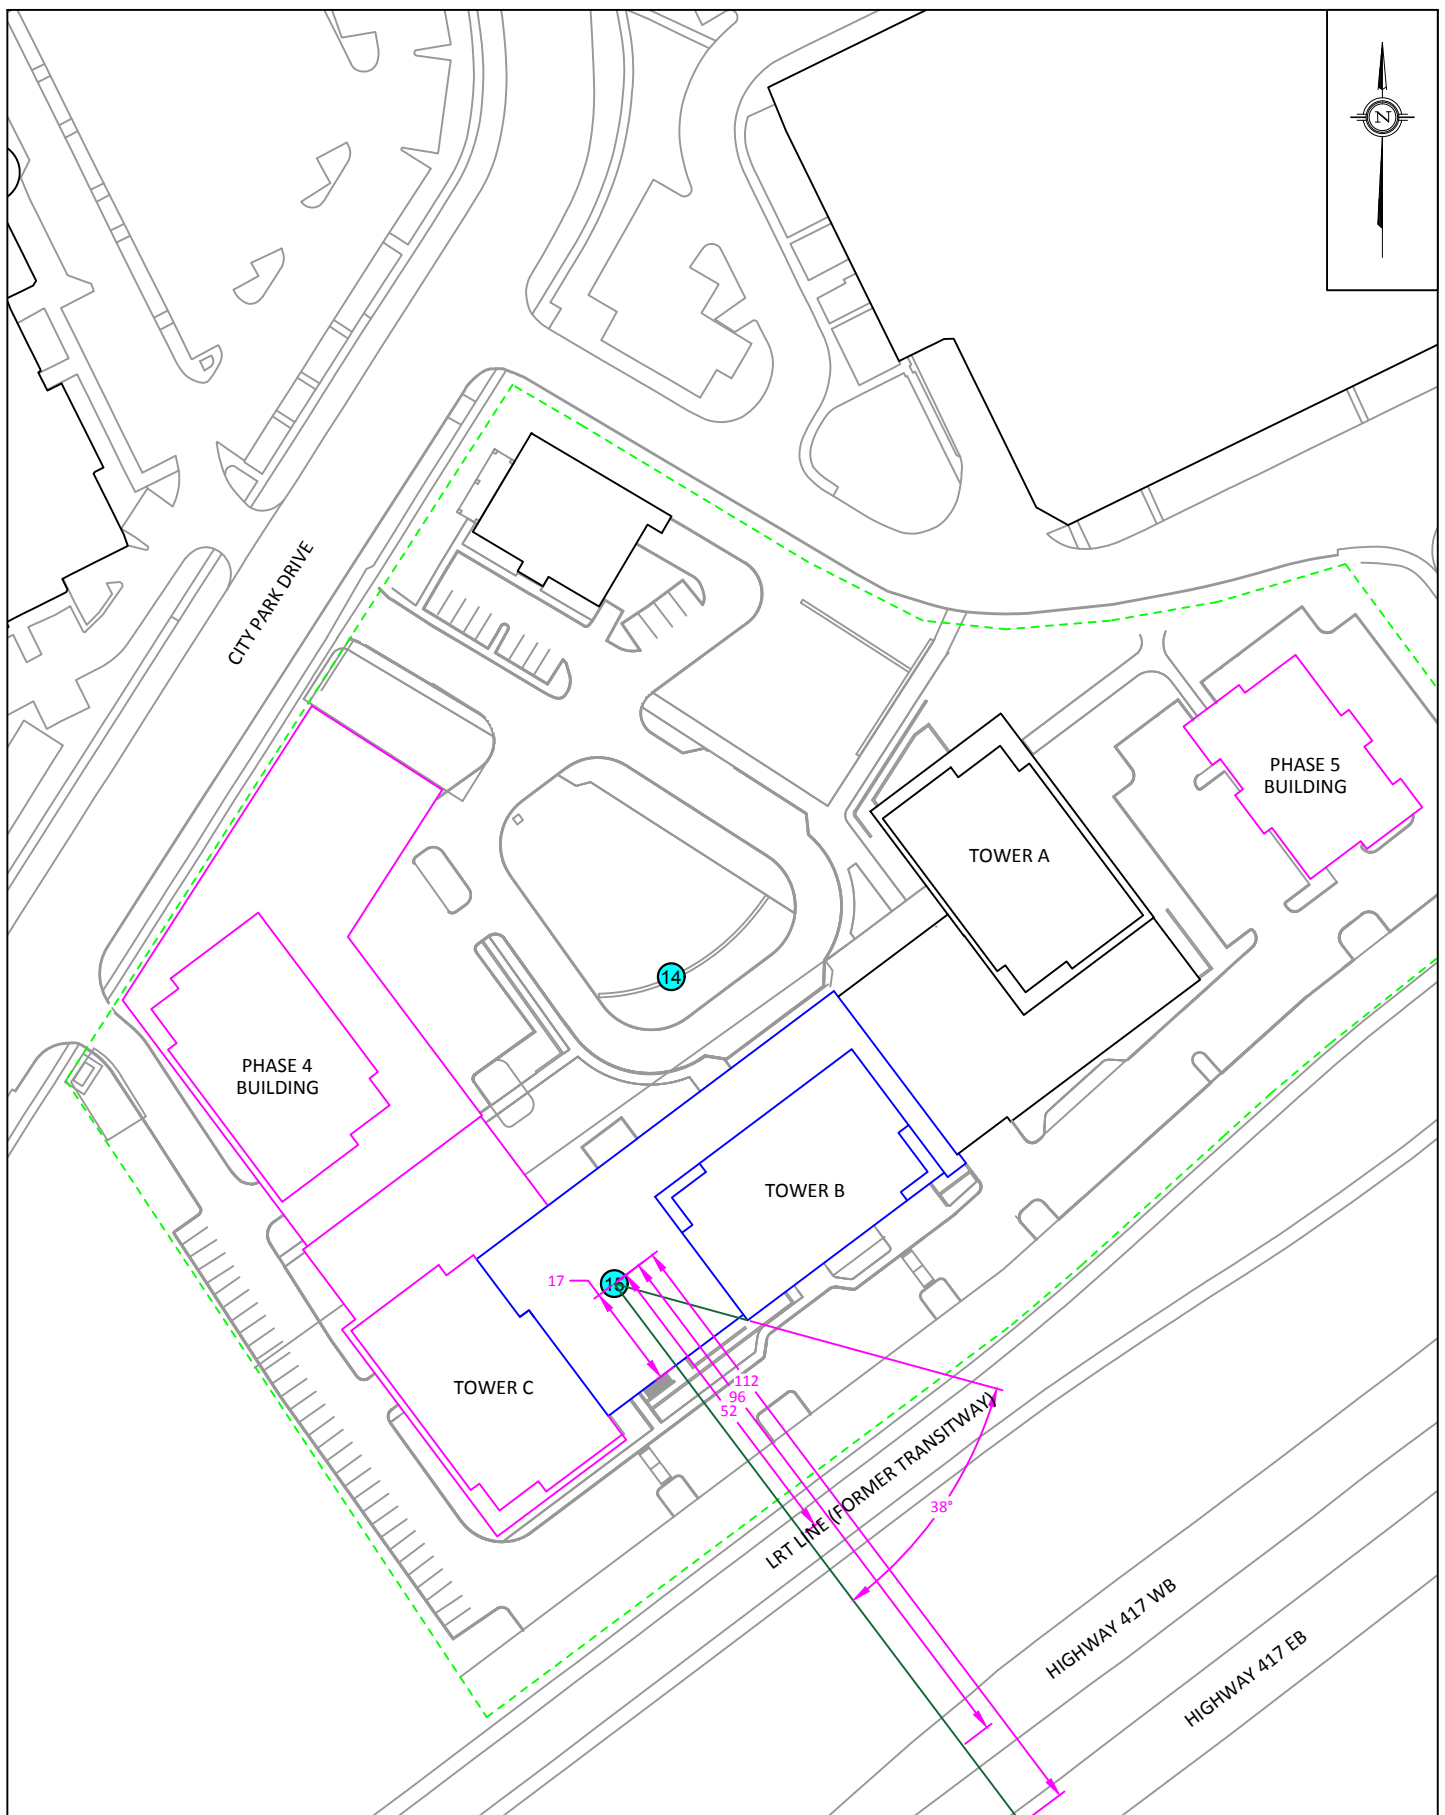 N
CITY PARK DRIVE
PHASE 5
BUILDING
TOWER A
14
PHASE 4
BUILDING
TOWER B
17
15
TOWER C
112
96
52
LRT LINE (FORMER TRANSITWAY)
38°
HIGHWAY 417 WB
HIGHWAY 417 EB